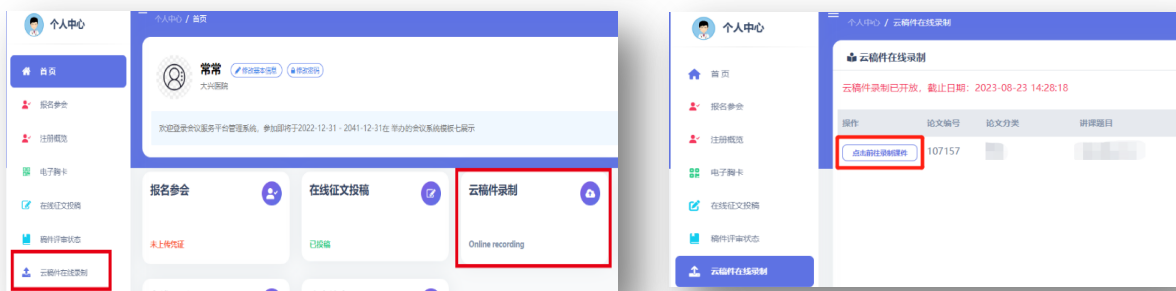 个人中心
个人中心 / 首页
首页
报名参会
注册概览
电子胸卡
在线征文投稿
稿件评审状态
云稿件在线录制
常常
修改基本信息
修改密码
大兴医院
欢迎登录会议服务平台管理系统，参加即将于2022-12-31 - 2041-12-31在 举办的会议系统模板七展示
报名参会
未上传凭证
在线征文投稿
已投稿
云稿件录制
Online recording
个人中心
个人中心 / 云稿件在线录制
首页
报名参会
注册概览
电子胸卡
在线征文投稿
稿件评审状态
云稿件在线录制
云稿件在线录制
云稿件录制已开放，截止日期：2023-08-23 14:28:18
操作 论文编号 论文分类 讲课题目
点击前往录制课件 107157